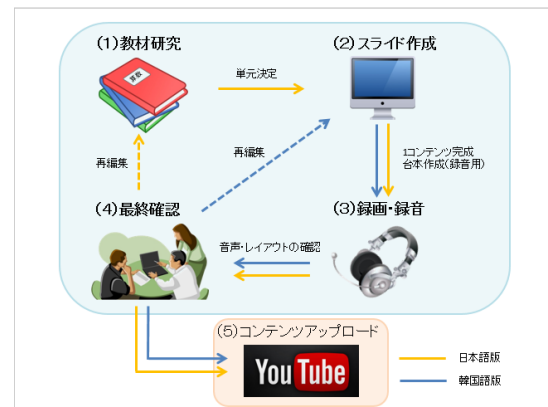 (1)教材研究
(2)スライド作成
算数
単元決定
再編集
再編集
1コンテンツ完成
台本作成(録音用)
(4)最終確認
(3)録画・録音
音声・レイアウトの確認
(5)コンテンツアップロード
YouTube
日本語版
韓国語版